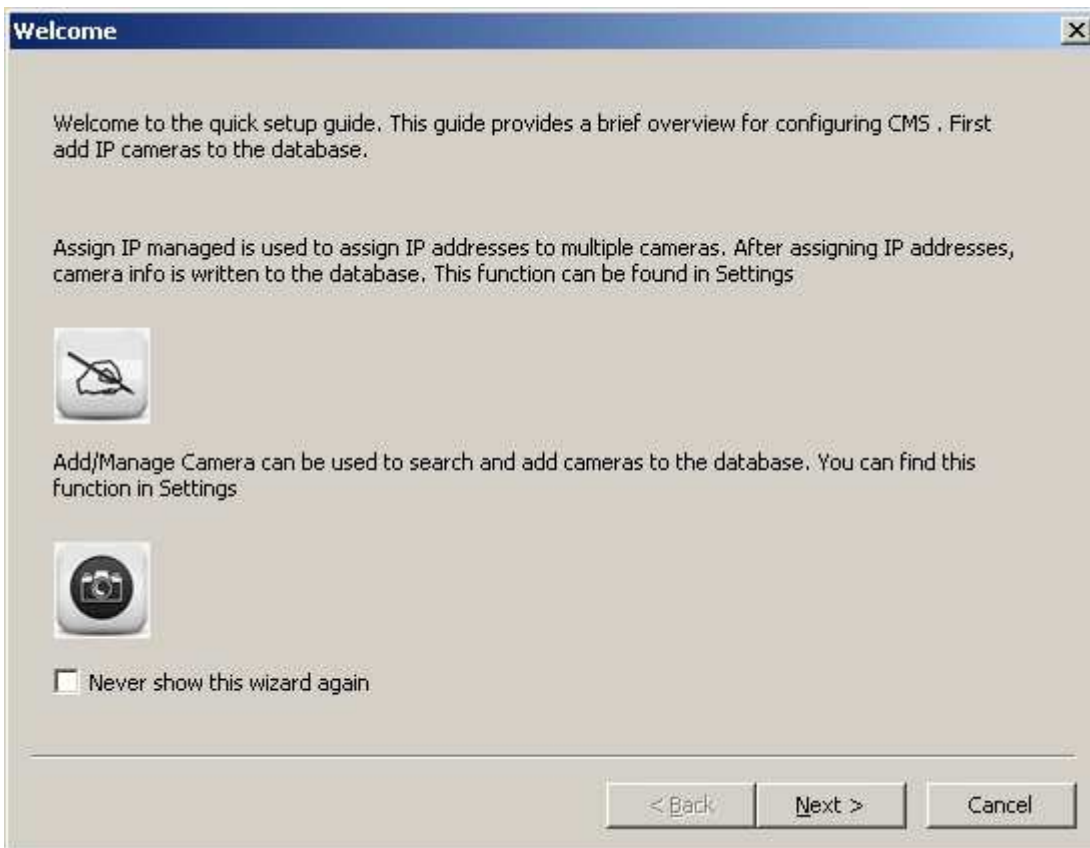 Welcome
Welcome to the quick setup guide. This guide provides a brief overview for configuring CMS . First
add IP cameras to the database.
Assign IP managed is used to assign IP addresses to multiple cameras. After assigning IP addresses,
camera info is written to the database. This function can be found in Settings
Add/Manage Camera can be used to search and add cameras to the database. You can find this
function in Settings
Never show this wizard again
< Back
Next >
Cancel